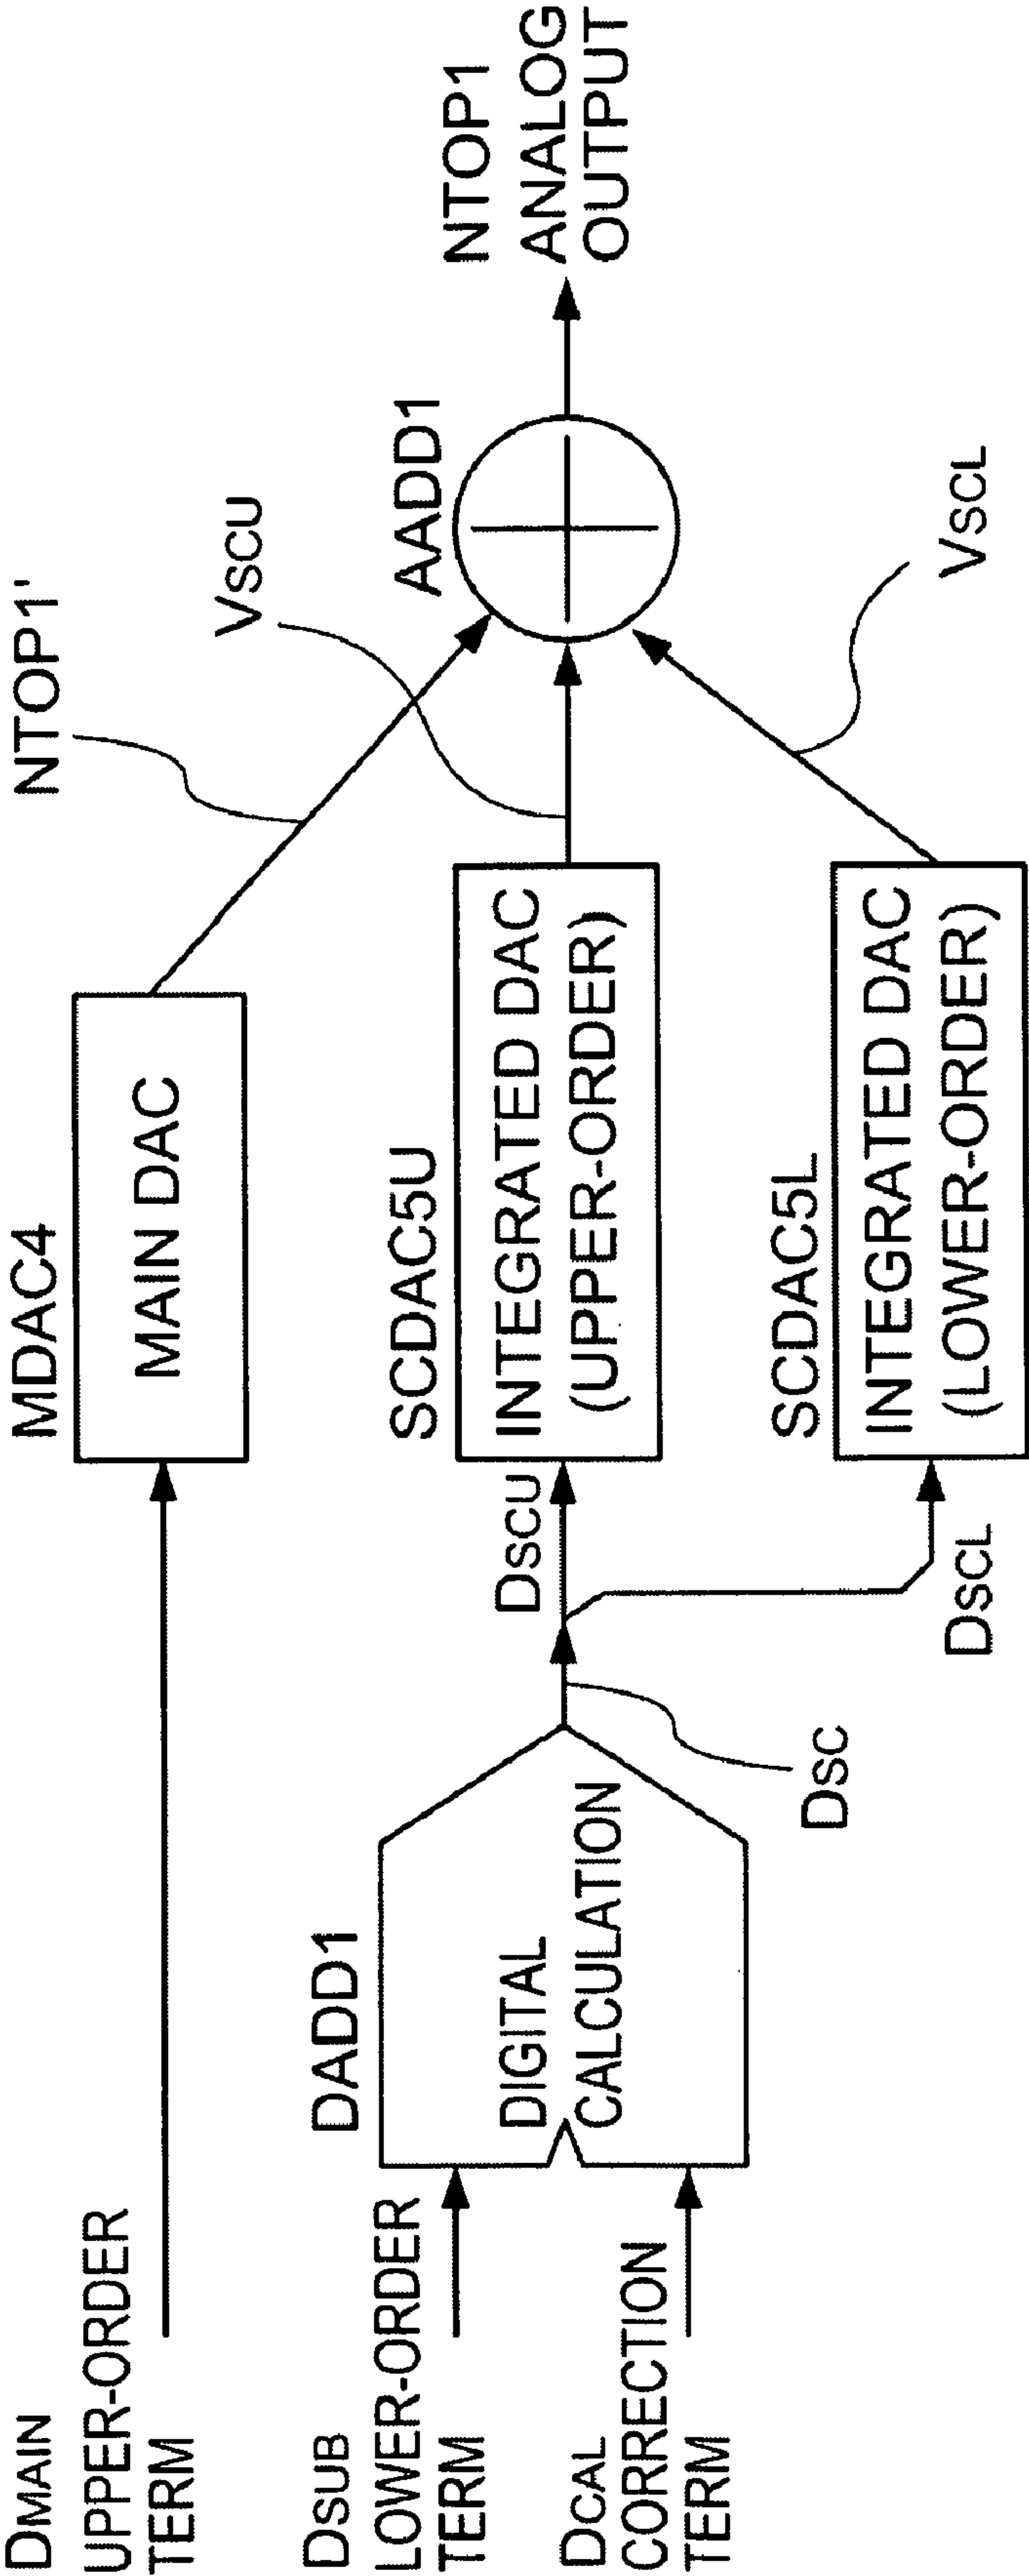 DMAIN
UPPER-ORDER
TERM
MDAC4
MAIN DAC
NTOP1'
DSUB
LOWER-ORDER
TERM
DCAL
CORRECTION
TERM
DADD1
DIGITAL
CALCULATION
DSC
DSCU
DSCL
SCDAC5U
INTEGRATED DAC
(UPPER-ORDER)
SCDAC5L
INTEGRATED DAC
(LOWER-ORDER)
VSCU
VSCL
AADD1
NTOP1
ANALOG
OUTPUT